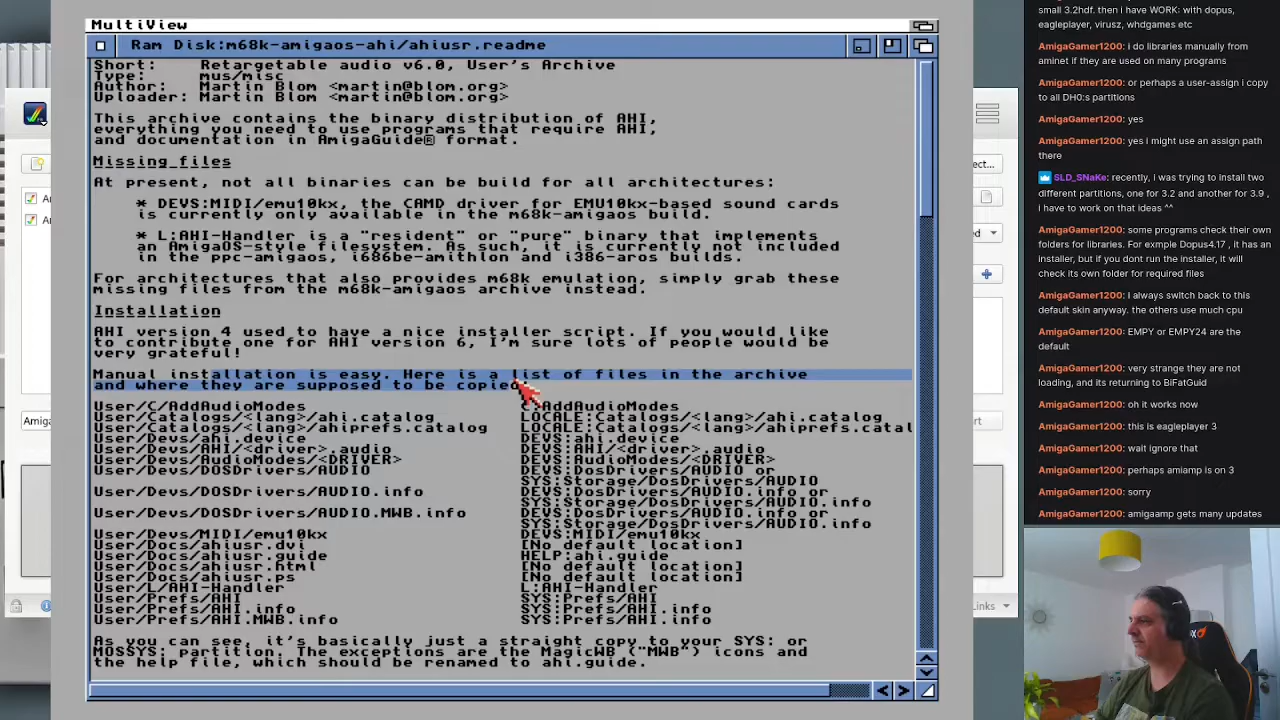 MultiView
Ram Disk:m68k-amigaos-ahi/ahiusr.readme
Short:    Retargetable audio v6.0, User's Archive
Type:     mus/misc
Author:   Martin Blom <martin@blom.org>
Uploader: Martin Blom <martin@blom.org>
This archive contains the binary distribution of AHI,
everything you need to use programs that require AHI,
and documentation in AmigaGuide® format.
Missing files
At present, not all binaries can be build for all architectures:
* DEVS:MIDI/emu10kx, the CAMD driver for EMU10kx-based sound cards
is currently only available in the m68k-amigaos build.
* L:AHI-Handler is a "resident" or "pure" binary that implements
an AmigaOS-style filesystem. As such, it is currently not included
in the ppc-amigaos, i686be-amithlon and i386-aros builds.
For architectures that also provides m68k emulation, simply grab these
missing files from the m68k-amigaos archive instead.
Installation
AHI version 4 used to have a nice installer script. If you would like
to contribute one for AHI version 6, I'm sure lots of people would be
very grateful!
Manual installation is easy. Here is a list of files in the archive
and where they are supposed to be copied:
User/C/AddAudioModes C:AddAudioModes
User/Catalogs/<lang>/ahi.catalog LOCALE:Catalogs/<lang>/ahi.catalog
User/Catalogs/<lang>/ahiprefs.catalog LOCALE:Catalogs/<lang>/ahiprefs.catal
User/Devs/ahi.device DEVS:ahi.device
User/Devs/AHI/<driver>.audio DEVS:AHI/<driver>.audio
User/Devs/AudioModes/<DRIVER> DEVS:AudioModes/<DRIVER>
User/Devs/DOSDrivers/AUDIO DEVS:DosDrivers/AUDIO or
SYS:Storage/DosDrivers/AUDIO
User/Devs/DOSDrivers/AUDIO.info DEVS:DosDrivers/AUDIO.info or
SYS:Storage/DosDrivers/AUDIO.info
User/Devs/DOSDrivers/AUDIO.MWB.info DEVS:DosDrivers/AUDIO.info or
SYS:Storage/DosDrivers/AUDIO.info
User/Devs/MIDI/emu10kx DEVS:MIDI/emu10kx
User/Docs/ahiusr.dvi [No default location]
User/Docs/ahiusr.guide HELP:ahi.guide
User/Docs/ahiusr.html [No default location]
User/Docs/ahiusr.ps [No default location]
User/L/AHI-Handler L:AHI-Handler
User/Prefs/AHI SYS:Prefs/AHI
User/Prefs/AHI.info SYS:Prefs/AHI.info
User/Prefs/AHI.MWB.info SYS:Prefs/AHI.info
As you can see, it's basically just a straight copy to your SYS: or
MOSSYS: partition. The exceptions are the MagicWB ("MWB") icons and
the help file, which should be renamed to ahi.guide.
small 3.2hdf. then i have WORK: with dopus,
eagleplayer, virusz, whdgames etc
AmigaGamer1200: i do libraries manually from
aminet if they are used on many programs
AmigaGamer1200: or perhaps a user-assign i copy
to all DH0:s partitions
AmigaGamer1200: yes
AmigaGamer1200: yes i might use an assign path
there
SLD_SNaKe: recently, i was trying to install two
different partitions, one for 3.2 and another for 3.9 ,
i have to work on that ideas ^^
AmigaGamer1200: some programs check their own
folders for libraries. For exmple Dopus4.17 , it has an
installer, but if you dont run the installer, it will
check its own folder for required files
AmigaGamer1200: i always switch back to this
default skin anyway. the others use much cpu
AmigaGamer1200: EMPY or EMPY24 are the
default
AmigaGamer1200: very strange they are not
loading, and its returning to BiFatGuid
AmigaGamer1200: oh it works now
AmigaGamer1200: this is eagleplayer 3
AmigaGamer1200: wait ignore that
AmigaGamer1200: perhaps amiamp is on 3
AmigaGamer1200: sorry
AmigaGamer1200: amigaamp gets many updates
Ar
Ar
Amiga
ect...
d
rt
Links